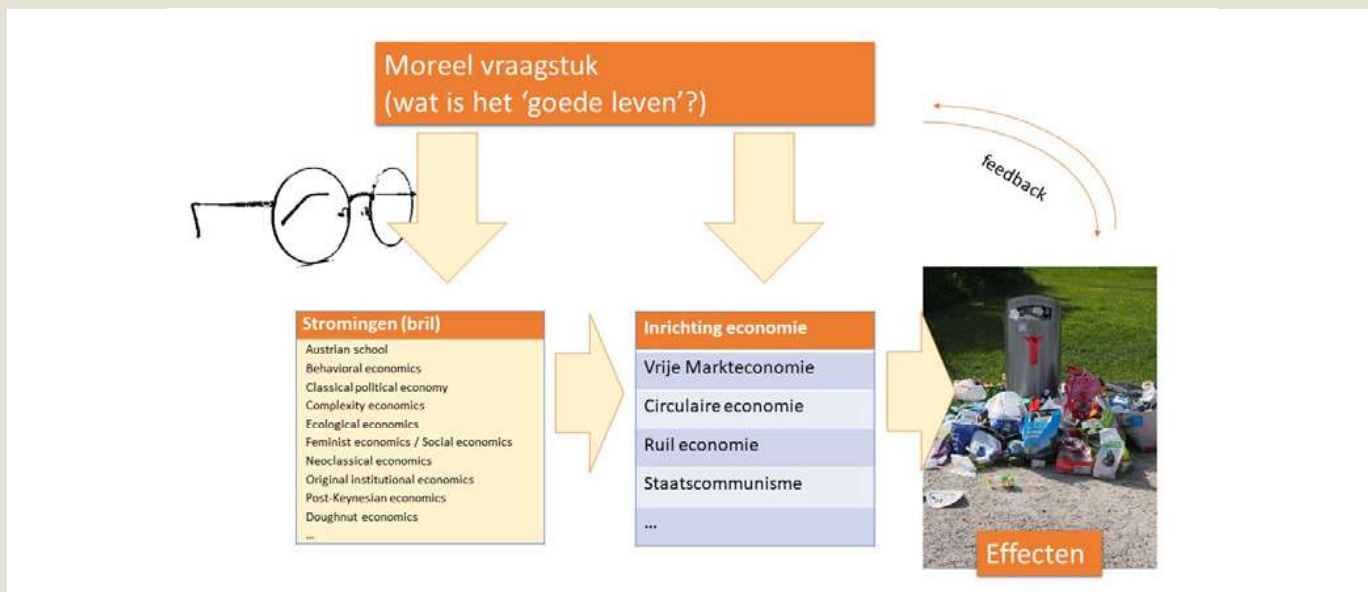 Moreel vraagstuk
(wat is het ‘goede leven’?)
feedback
Stromingen (bril)
Austrian school
Behavioral economics
Classical political economy
Complexity economics
Ecological economics
Feminist economics / Social economics
Neoclassical economics
Original institutional economics
Post-Keynesian economics
Doughnut economics
...
Inrichting economie
Vrije Markteconomie
Circulaire economie
Ruil economie
Staatscommunisme
...
Effecten